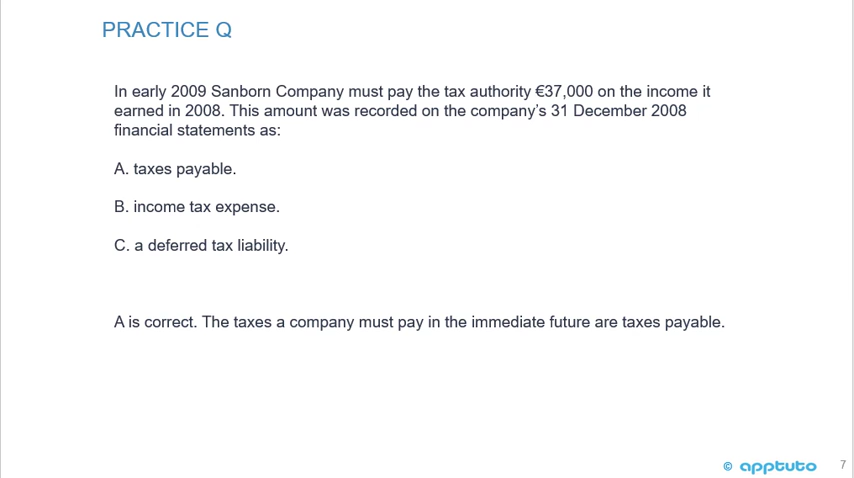 PRACTICE Q
In early 2009 Sanborn Company must pay the tax authority €37,000 on the income it
earned in 2008. This amount was recorded on the company’s 31 December 2008
financial statements as:
A. taxes payable.
B. income tax expense.
C. a deferred tax liability.
A is correct. The taxes a company must pay in the immediate future are taxes payable.
© apptuto
7